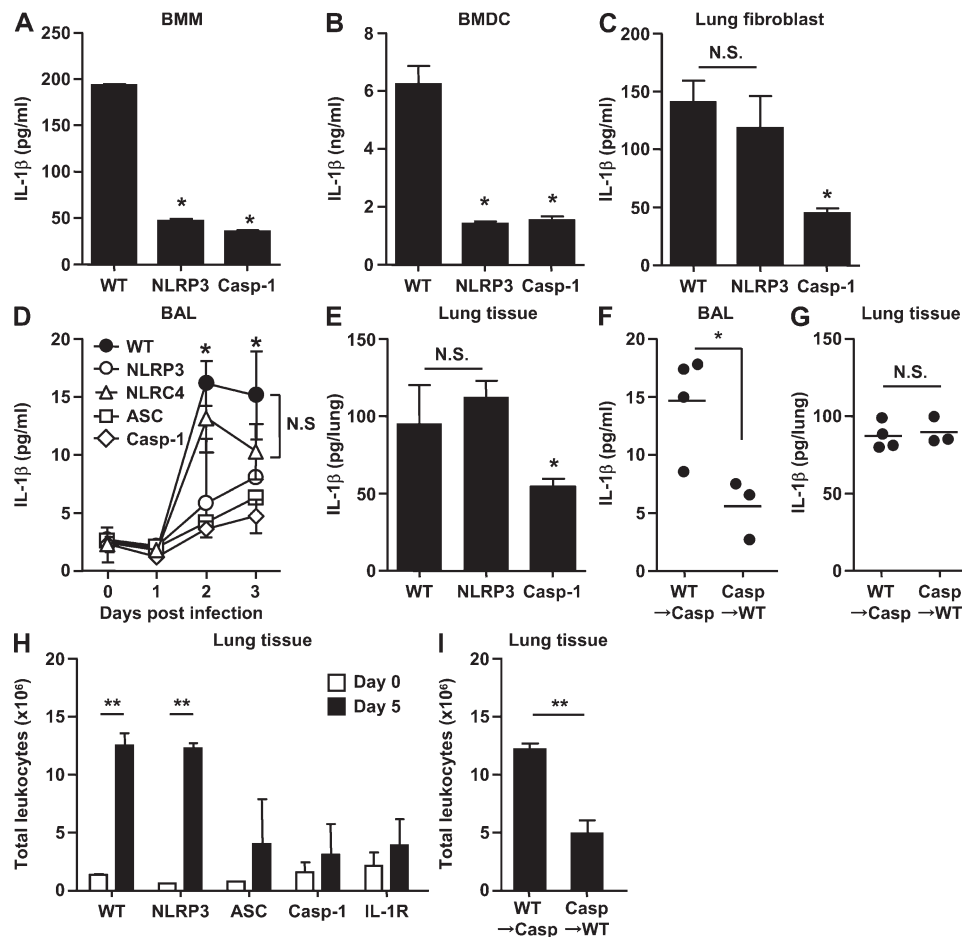 A
BMM
IL-1β (pg/ml)
250
200
150
100
50
0
*
*
WT
NLRP3
Casp-1
B
BMDC
IL-1β (ng/ml)
8
6
4
2
0
*
*
WT
NLRP3
Casp-1
C
Lung fibroblast
IL-1β (pg/ml)
200
150
100
50
0
N.S.
*
WT
NLRP3
Casp-1
D
BAL
IL-1β (pg/ml)
20
15
10
5
0
WT
NLRP3
NLRC4
ASC
Casp-1
*
*
N.S
0
1
2
3
Days post infection
E
Lung tissue
IL-1β (pg/lung)
150
100
50
0
N.S.
*
WT
NLRP3
Casp-1
F
BAL
IL-1β (pg/ml)
20
15
10
5
0
*
WT
→Casp
Casp
→WT
G
Lung tissue
IL-1β (pg/lung)
150
100
50
0
N.S.
WT
→Casp
Casp
→WT
H
Lung tissue
Total leukocytes (x10⁶)
20
15
10
5
0
**
**
Day 0
Day 5
WT
NLRP3
ASC
Casp-1
IL-1R
I
Lung tissue
Total leukocytes (x10⁶)
20
15
10
5
0
**
WT
→Casp
Casp
→WT